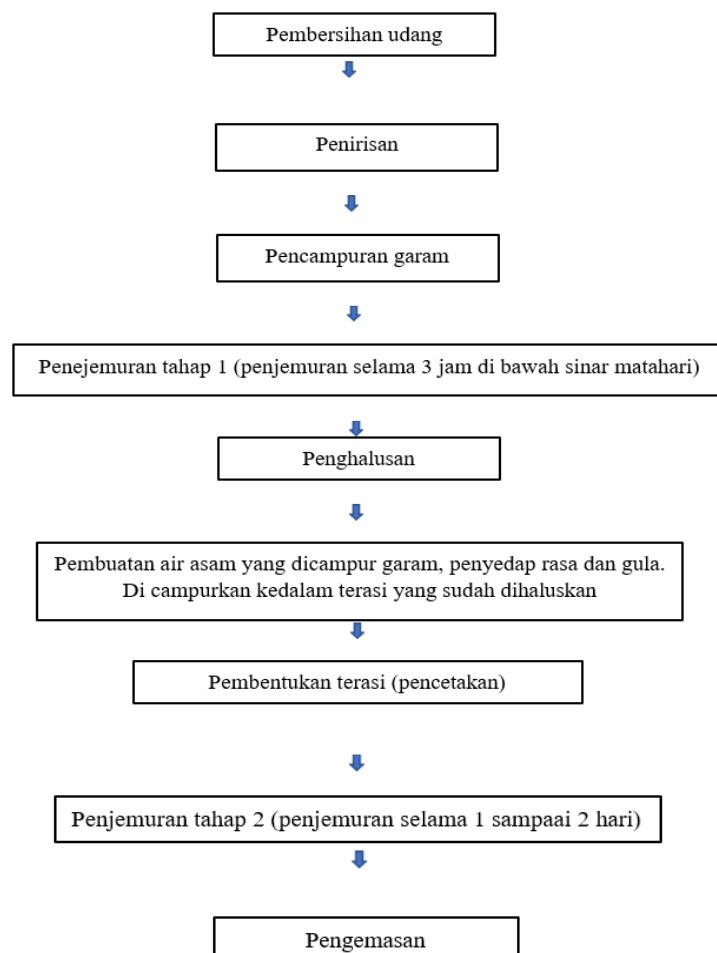 Pembersihan udang
Penirisan
Pencampuran garam
Penejemuran tahap 1 (penjemuran selama 3 jam di bawah sinar matahari)
Penghalusan
Pembuatan air asam yang dicampur garam, penyedap rasa dan gula.
Di campurkan kedalam terasi yang sudah dihaluskan
Pembentukan terasi (pencetakan)
Penjemuran tahap 2 (penjemuran selama 1 sampaai 2 hari)
Pengemasan